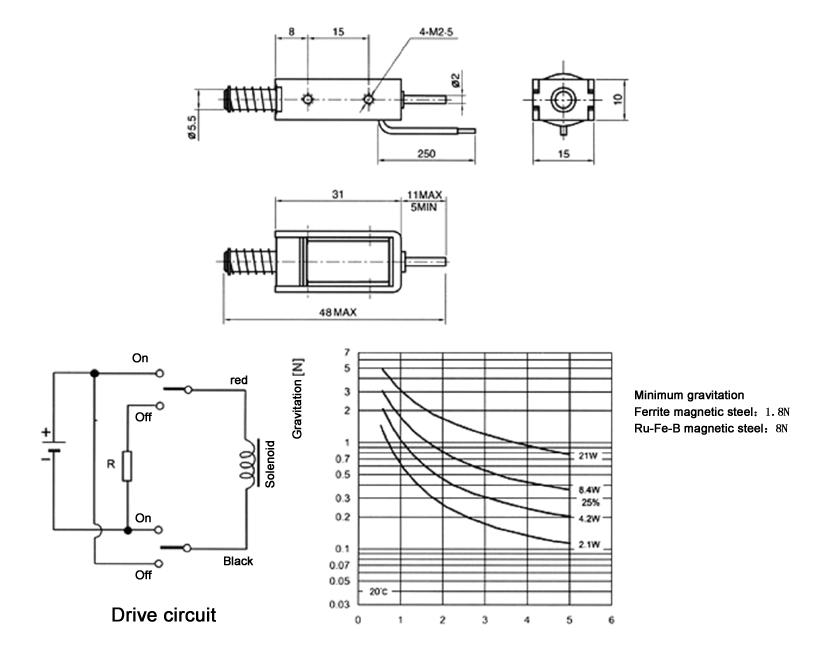 8
15
4-M2·5
Ø2
Ø5.5
250
10
15
31
11MAX
5MIN
48MAX
On
red
Off
+
R
Solenoid
On
Black
Off
Drive circuit
Gravitation [N]
7
5
3
2
1
0.7
0.5
0.3
0.2
0.1
0.07
0.05
0.03
21W
8.4W
25%
4.2W
2.1W
20℃
0 1 2 3 4 5 6
Minimum gravitation
Ferrite magnetic steel：1.8N
Ru-Fe-B magnetic steel：8N